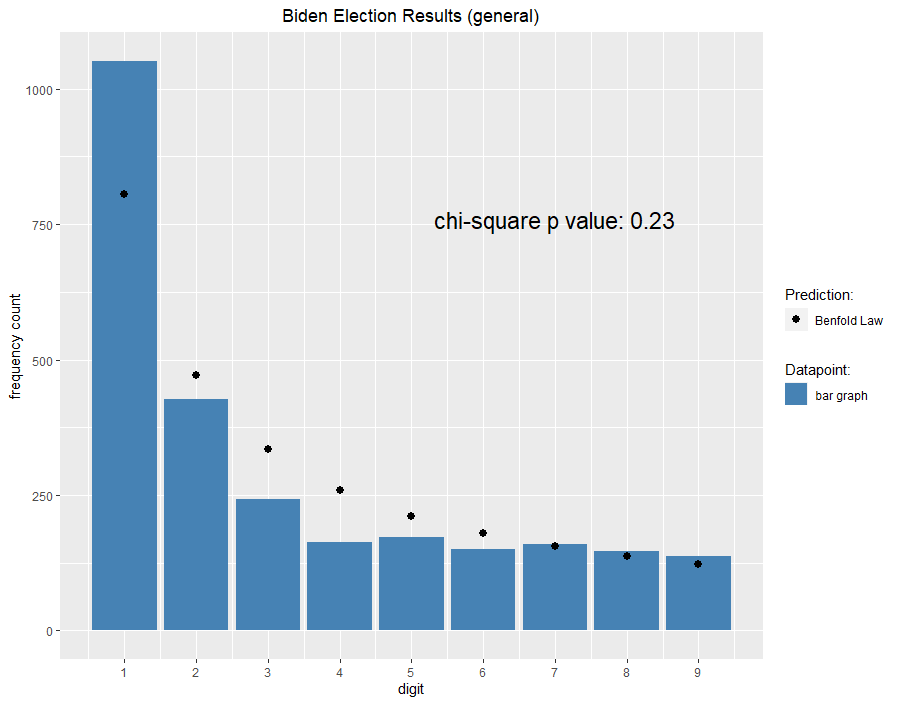 Biden Election Results (general)
chi-square p value: 0.23
frequency count
1000
750
500
250
0
1 2 3 4 5 6 7 8 9
digit
Prediction:
Benfold Law
Datapoint:
bar graph